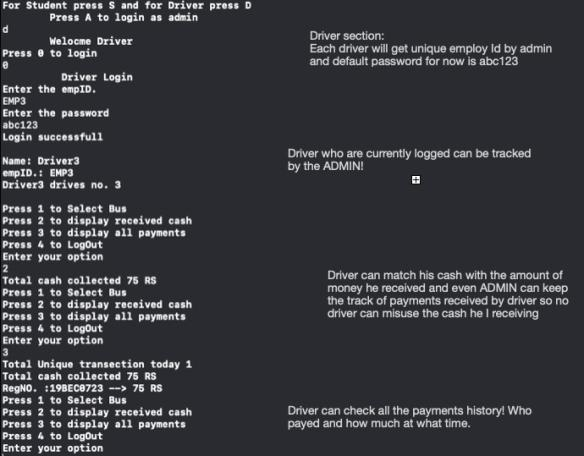 For Student press S and for Driver press D
Press A to login as admin
d
Welocme Driver
Press 0 to login
0
Driver Login
Enter the empID.
EMP3
Enter the password
abc123
Login successfull
Name: Driver3
empID.: EMP3
Driver3 drives no. 3
Press 1 to Select Bus
Press 2 to display received cash
Press 3 to display all payments
Press 4 to LogOut
Enter your option
2
Total cash collected 75 RS
Press 1 to Select Bus
Press 2 to display received cash
Press 3 to display all payments
Press 4 to LogOut
Enter your option
3
Total Unique transection today 1
Total cash collected 75 RS
RegNO. :19BEC0723 --> 75 RS
Press 1 to Select Bus
Press 2 to display received cash
Press 3 to display all payments
Press 4 to LogOut
Enter your option
Driver section:
Each driver will get unique employ Id by admin
and default password for now is abc123
Driver who are currently logged can be tracked
by the ADMIN!
Driver can match his cash with the amount of
money he received and even ADMIN can keep
the track of payments received by driver so no
driver can misuse the cash he I receiving
Driver can check all the payments history! Who
payed and how much at what time.